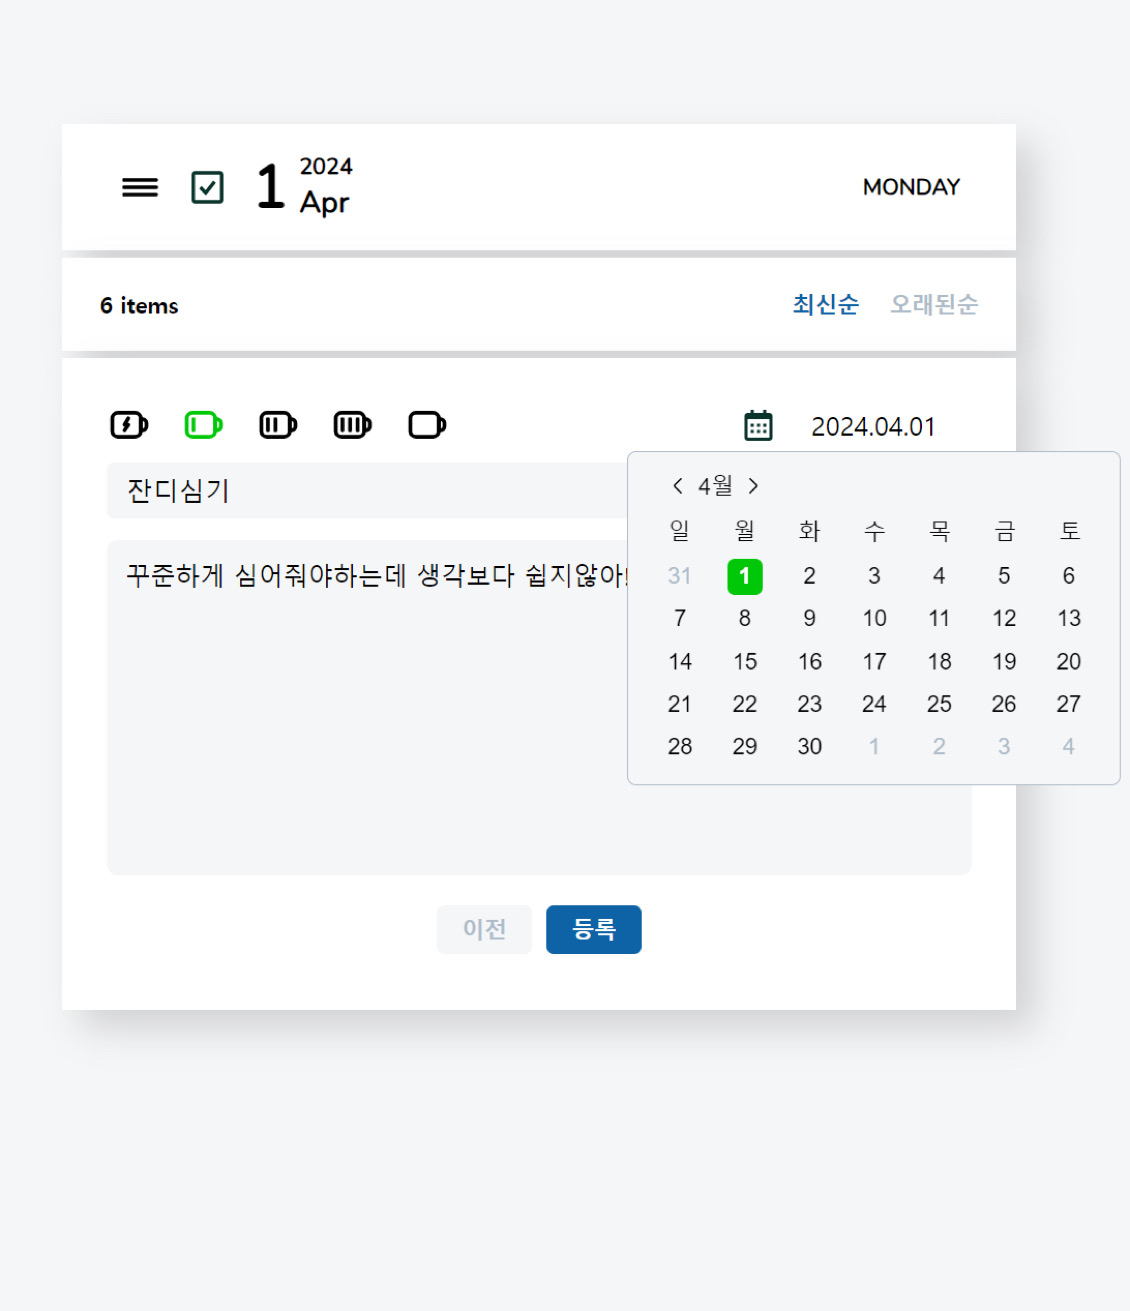 1 2024
Apr
MONDAY
6 items
최신순 오래된순
2024.04.01
잔디심기
꾸준하게 심어줘야하는데 생각보다 쉽지않아
< 4월 >
일 월 화 수 목 금 토
31 1 2 3 4 5 6
7 8 9 10 11 12 13
14 15 16 17 18 19 20
21 22 23 24 25 26 27
28 29 30 1 2 3 4
이전 등록